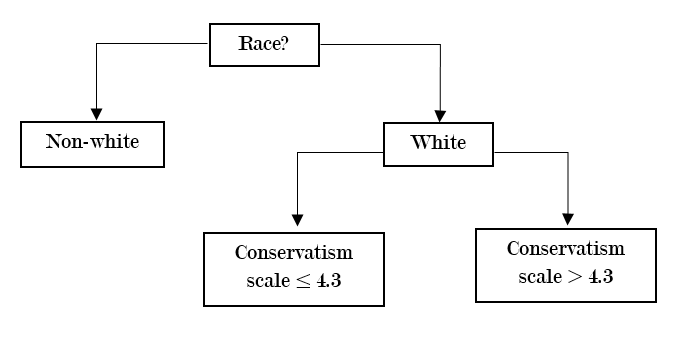 Race?
Non-white
White
Conservatism
scale ≤ 4.3
Conservatism
scale > 4.3